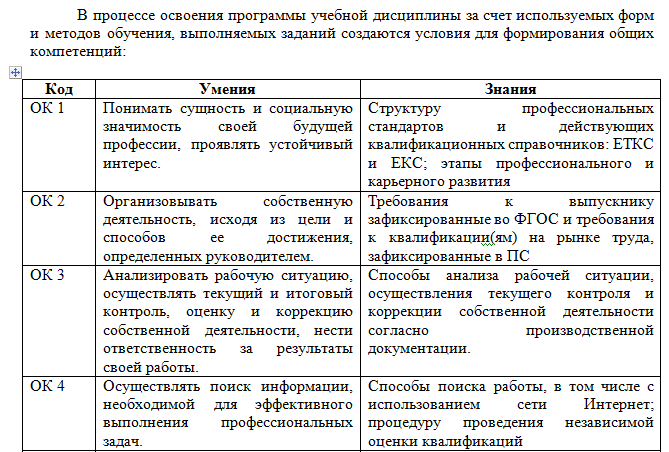 В процессе освоения программы учебной дисциплины за счет используемых форм
и методов обучения, выполняемых заданий создаются условия для формирования общих
компетенций:
Код Умения Знания
ОК 1
Понимать сущность и социальную
значимость своей будущей
профессии, проявлять устойчивый
интерес.
Структуру профессиональных
стандартов и действующих
квалификационных справочников: ЕТКС
и ЕКС; этапы профессионального и
карьерного развития
ОК 2
Организовывать собственную
деятельность, исходя из цели и
способов ее достижения,
определенных руководителем.
Требования к выпускнику
зафиксированные во ФГОС и требования
к квалификации(ям) на рынке труда,
зафиксированные в ПС
ОК 3
Анализировать рабочую ситуацию,
осуществлять текущий и итоговый
контроль, оценку и коррекцию
собственной деятельности, нести
ответственность за результаты
своей работы.
Способы анализа рабочей ситуации,
осуществления текущего контроля и
коррекции собственной деятельности
согласно производственной
документации.
ОК 4
Осуществлять поиск информации,
необходимой для эффективного
выполнения профессиональных
задач.
Способы поиска работы, в том числе с
использованием сети Интернет;
процедуру проведения независимой
оценки квалификаций